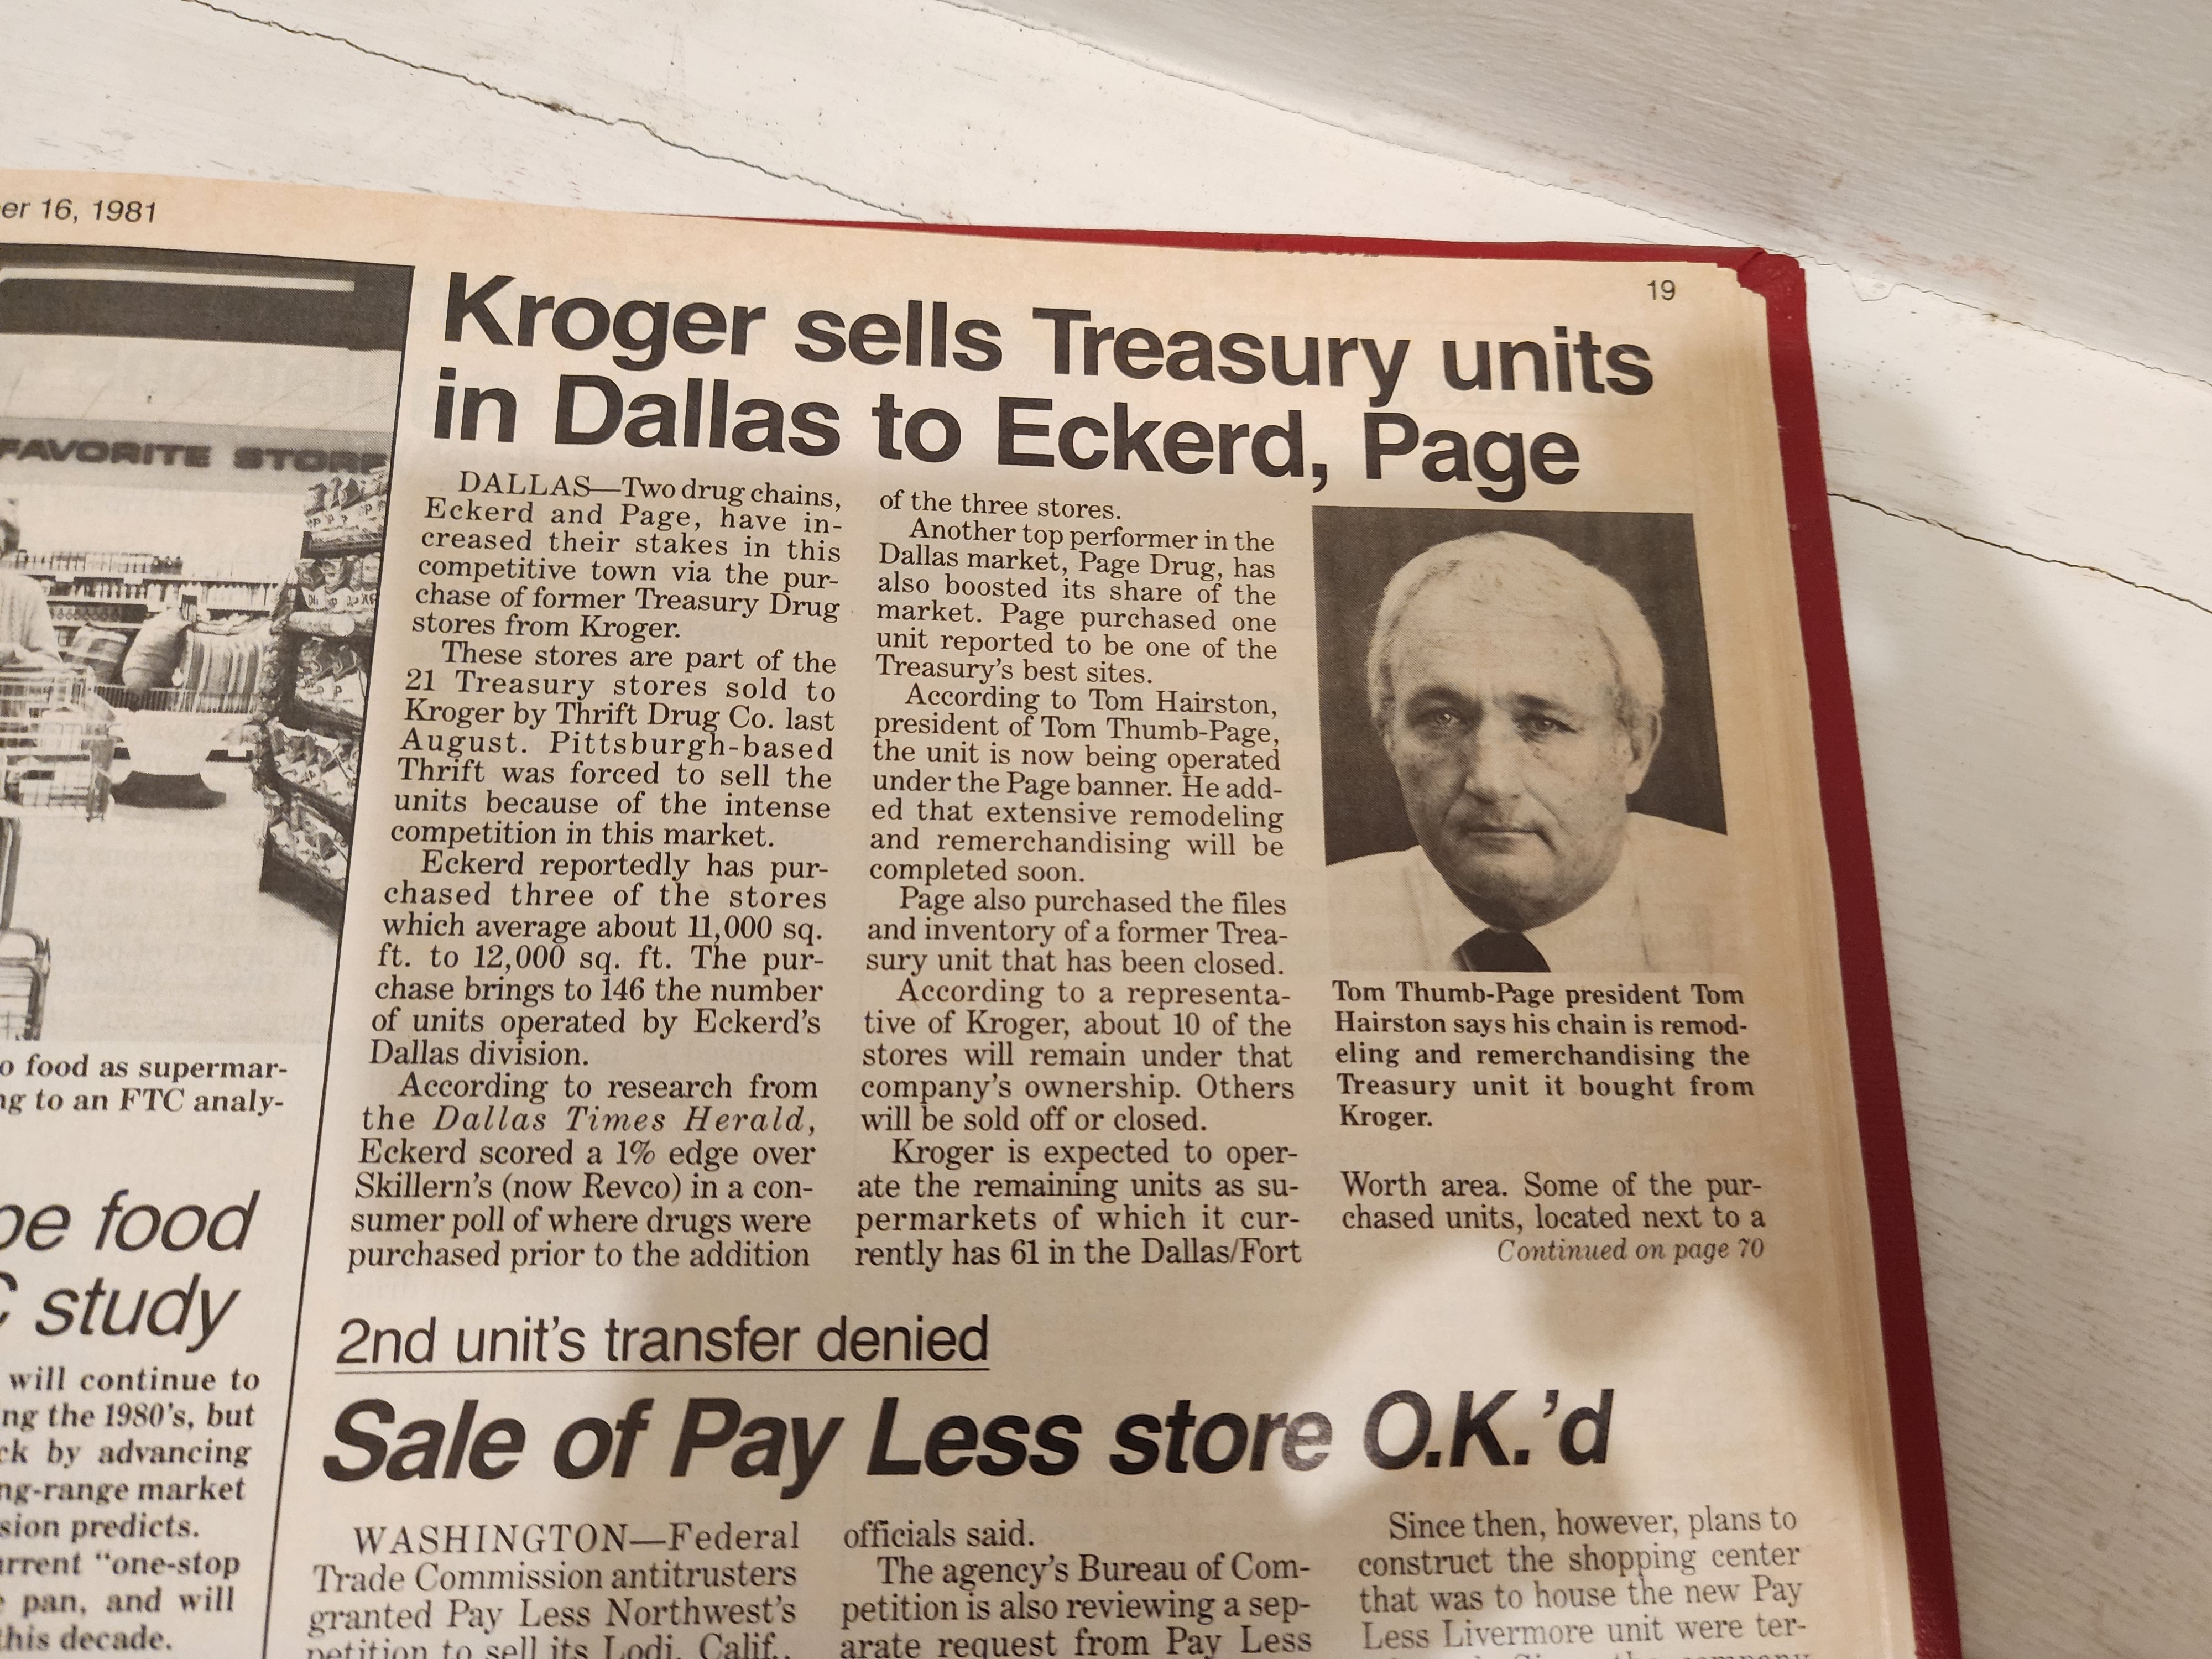 er 16, 1981
19
FAVORITE STORE
o food as supermar-
ng to an FTC analy-
pe food
C study
will continue to
ng the 1980's, but
ck by advancing
ng-range market
sion predicts.
urrent "one-stop
pan, and will
this decade.
Kroger sells Treasury units
in Dallas to Eckerd, Page
DALLAS—Two drug chains,
Eckerd and Page, have in-
creased their stakes in this
competitive town via the pur-
chase of former Treasury Drug
stores from Kroger.
These stores are part of the
21 Treasury stores sold to
Kroger by Thrift Drug Co. last
August. Pittsburgh-based
Thrift was forced to sell the
units because of the intense
competition in this market.
Eckerd reportedly has pur-
chased three of the stores
which average about 11,000 sq.
ft. to 12,000 sq. ft. The pur-
chase brings to 146 the number
of units operated by Eckerd's
Dallas division.
According to research from
the Dallas Times Herald,
Eckerd scored a 1% edge over
Skillern's (now Revco) in a con-
sumer poll of where drugs were
purchased prior to the addition
of the three stores.
Another top performer in the
Dallas market, Page Drug, has
also boosted its share of the
market. Page purchased one
unit reported to be one of the
Treasury's best sites.
According to Tom Hairston,
president of Tom Thumb-Page,
the unit is now being operated
under the Page banner. He add-
ed that extensive remodeling
and remerchandising will be
completed soon.
Page also purchased the files
and inventory of a former Trea-
sury unit that has been closed.
According to a representa-
tive of Kroger, about 10 of the
stores will remain under that
company's ownership. Others
will be sold off or closed.
Kroger is expected to oper-
ate the remaining units as su-
permarkets of which it cur-
rently has 61 in the Dallas/Fort
Tom Thumb-Page president Tom
Hairston says his chain is remod-
eling and remerchandising the
Treasury unit it bought from
Kroger.
Worth area. Some of the pur-
chased units, located next to a
Continued on page 70
2nd unit's transfer denied
Sale of Pay Less store O.K.'d
WASHINGTON—Federal
Trade Commission antitrusters
granted Pay Less Northwest's
petition to sell its Lodi, Calif.,
officials said.
The agency's Bureau of Com-
petition is also reviewing a sep-
arate request from Pay Less
Since then, however, plans to
construct the shopping center
that was to house the new Pay
Less Livermore unit were ter-